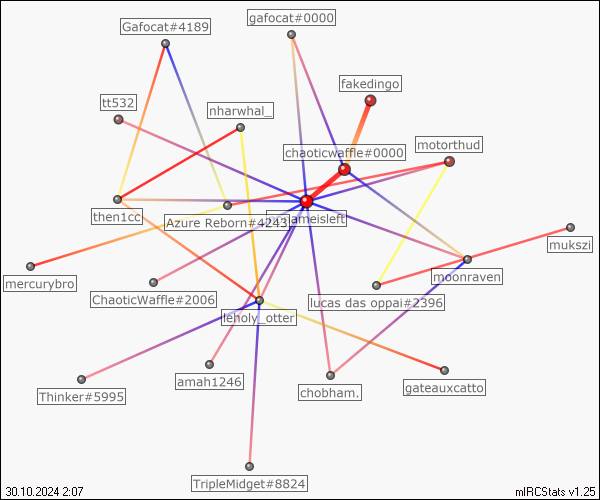 gafocat#0000
Gafocat#4189
fakedingo
tt532
nharwhal_
chaoticwaffle#0000
motorthud_
then1cc
Azure Reborn#4243
ameisleft
mukszi
mercurybro
moonraven
ChaoticWaffle#2006
lucas das oppai#2396
leholy_otter
amah1246
gateauxcatto
Thinker#5995
chobham.
TripleMidget#8824
30.10.2024 2:07
mIRCStats v1.25